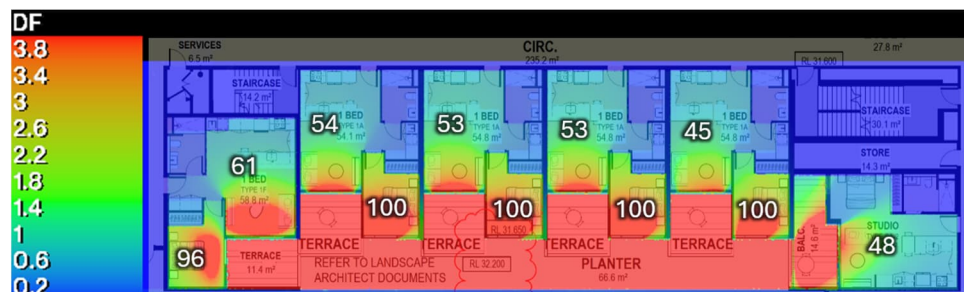 DF
3.8
3.4
3
2.6
2.2
1.8
1.4
1
0.6
0.2
SERVICES
6.5 m²
CIRC.
235.2 m²
27.8 m²
RL 31.600
STAIRCASE
14.2 m²
STAIRCASE
30.1 m²
STORE
14.3 m²
61
1 BED
TYPE 1F
58.8 m²
96
54
1 BED
TYPE 1A
54.1 m²
100
53
1 BED
TYPE 1A
54.8 m²
100
53
1 BED
TYPE 1A
54.8 m²
100
45
1 BED
TYPE 1A
54.8 m²
100
STUDIO
48
BALC.
14.6 m²
RL 31.650
TERRACE
11.4 m²
TERRACE
TERRACE
TERRACE
TERRACE
REFER TO LANDSCAPE
ARCHITECT DOCUMENTS
RL 32.200
PLANTER
66.6 m²